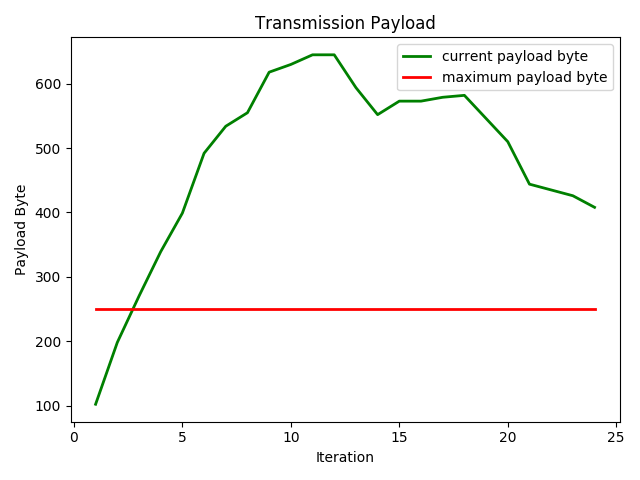 Transmission Payload
current payload byte
maximum payload byte
600
500
400
300
200
100
Payload Byte
0 5 10 15 20 25
Iteration